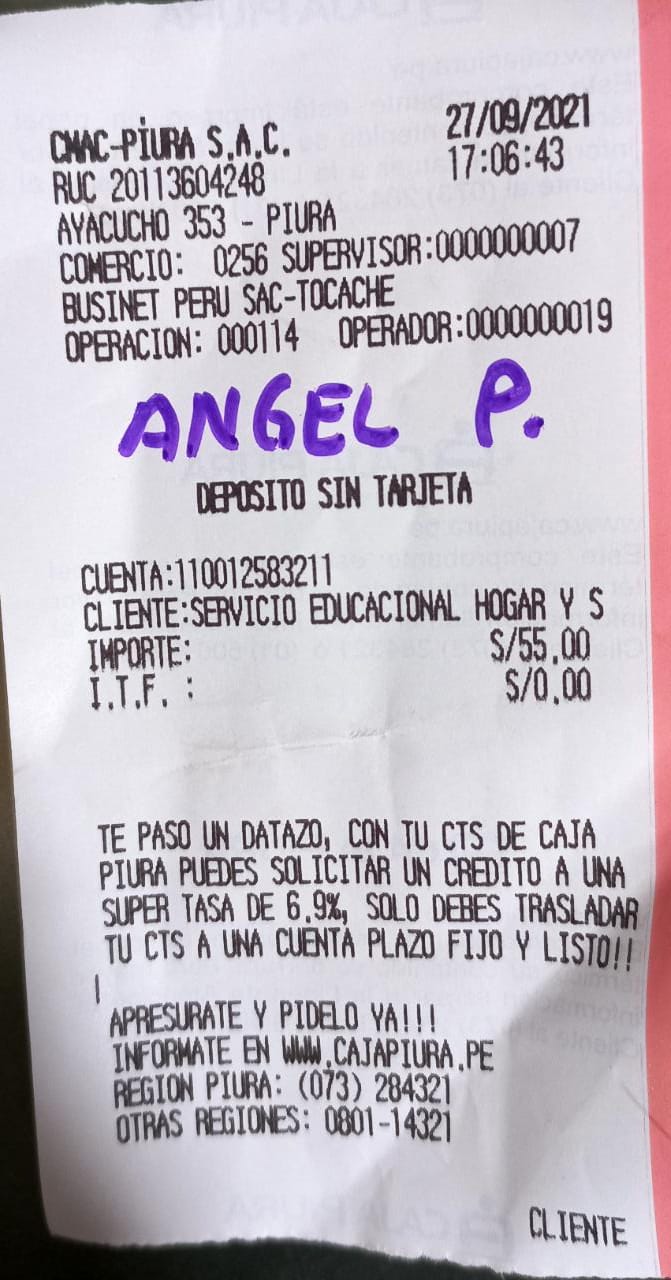 CMAC-PIURA S.A.C. 27/09/2021
RUC 20113604248 17:06:43
AYACUCHO 353 - PIURA
COMERCIO: 0256 SUPERVISOR:0000000007
BUSINET PERU SAC-TOCACHE
OPERACION: 000114 OPERADOR:0000000019
ANGEL P.
DEPOSITO SIN TARJETA
CUENTA:110012583211
CLIENTE:SERVICIO EDUCACIONAL HOGAR Y S
IMPORTE: S/55.00
I.T.F. : S/0.00
TE PASO UN DATAZO, CON TU CTS DE CAJA
PIURA PUEDES SOLICITAR UN CREDITO A UNA
SUPER TASA DE 6.9%, SOLO DEBES TRASLADAR
TU CTS A UNA CUENTA PLAZO FIJO Y LISTO!!
!
APRESURATE Y PIDELO YA!!!
INFORMATE EN WWW.CAJAPIURA.PE
REGION PIURA: (073) 284321
OTRAS REGIONES: 0801-14321
CLIENTE